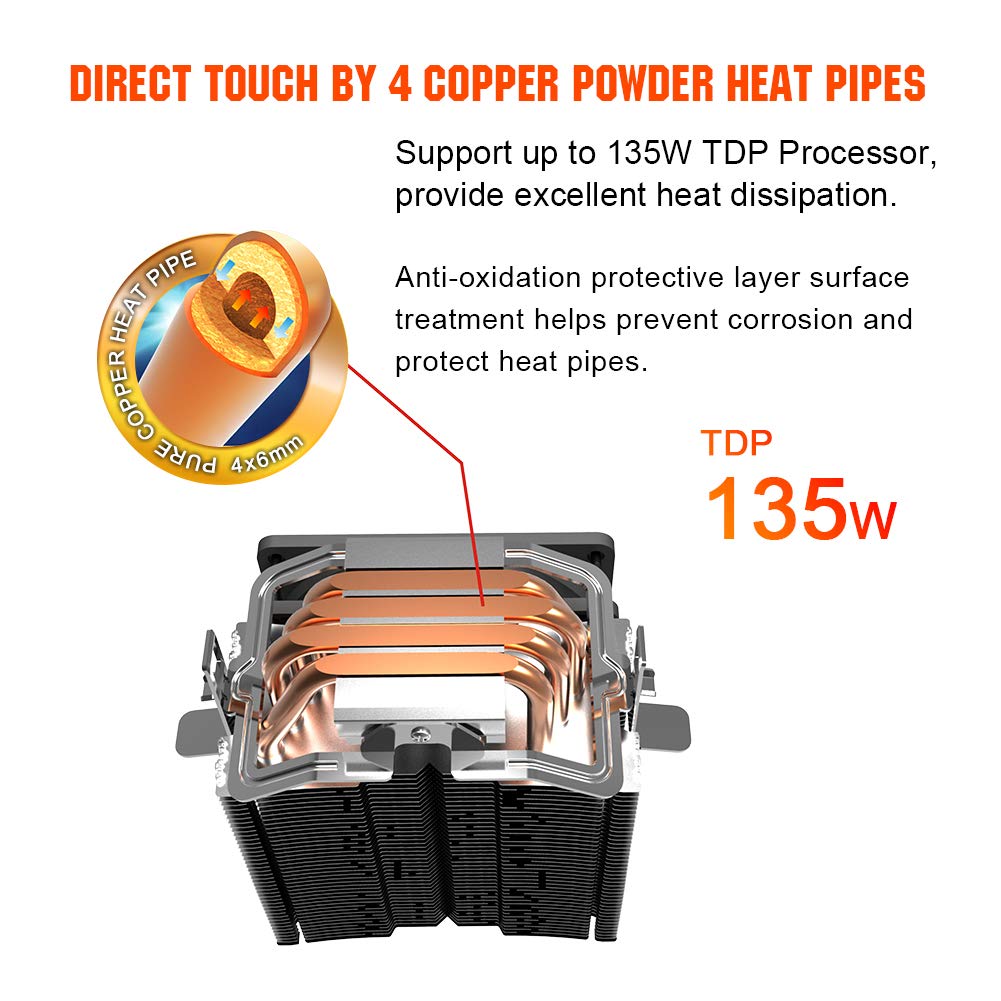 DIRECT TOUCH BY 4 COPPER POWDER HEAT PIPES
Support up to 135W TDP Processor,
provide excellent heat dissipation.
Anti-oxidation protective layer surface
treatment helps prevent corrosion and
protect heat pipes.
PURE COPPER HEAT PIPE
4x6mm
TDP
135W